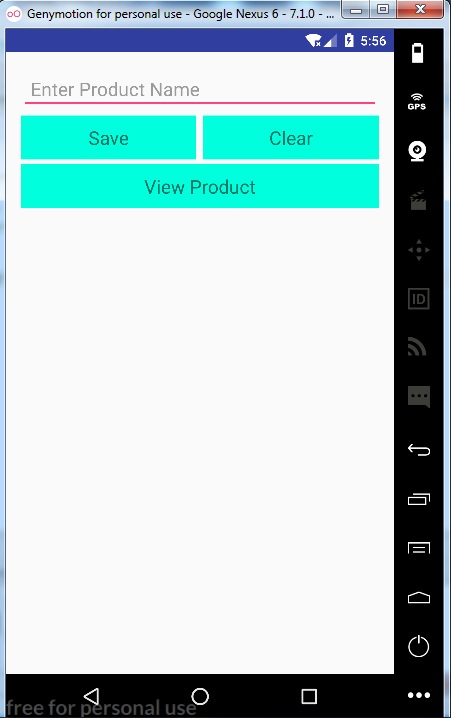 Genymotion for personal use - Google Nexus 6 - 7.1.0 - ...
5:56
Enter Product Name
GPS
Save
Clear
View Product
ID
free for personal use